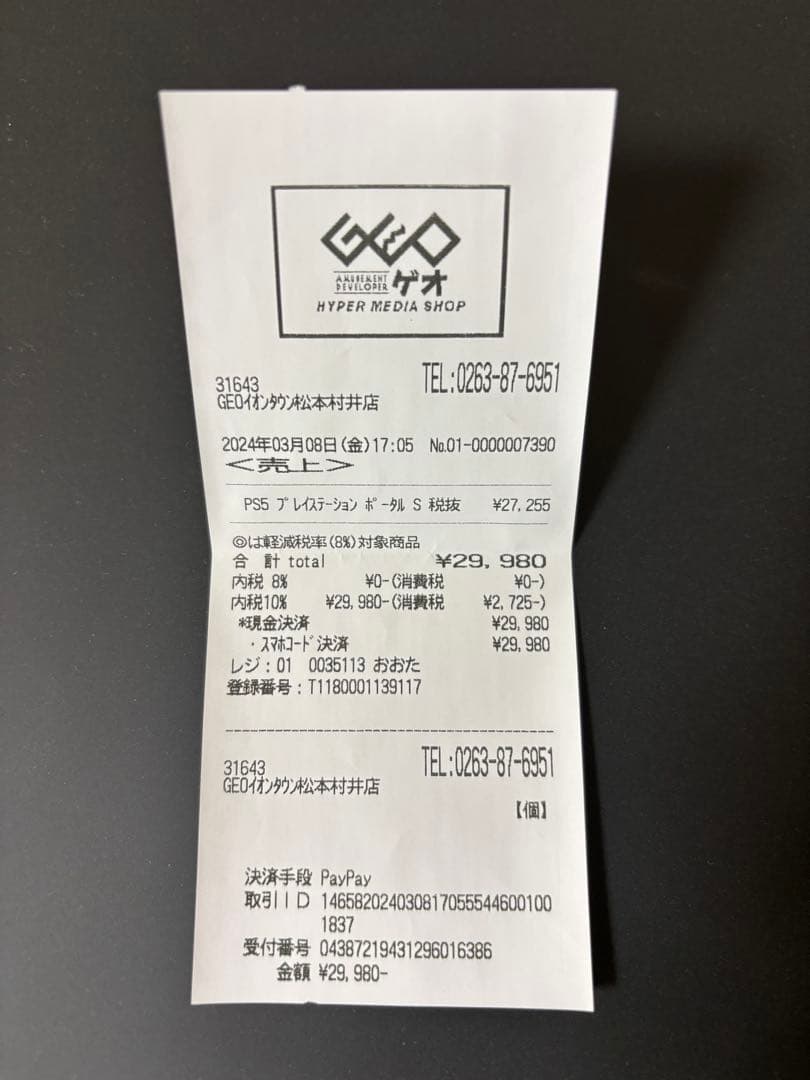 GEO
AMUSEMENT
DEVELOPER ゲオ
HYPER MEDIA SHOP
31643 TEL:0263-87-6951
GEOイオンタウン松本村井店
2024年03月08日(金)17:05 No.01-0000007390
<売上>
PS5 プレイステーション ポータル S 税抜 ¥27,255
◎は軽減税率(8%)対象商品
合 計 total ¥29,980
内税 8% ¥0-(消費税 ¥0-)
内税10% ¥29,980-(消費税 ¥2,725-)
*現金決済 ¥29,980
・スマホコード決済 ¥29,980
レジ:01 0035113 おおた
登録番号:T1180001139117
31643 TEL:0263-87-6951
GEOイオンタウン松本村井店
【個】
決済手段 PayPay
取引ID 14658202403081705554460010​0
1837
受付番号 04387219431296016386
金額 ¥29,980-